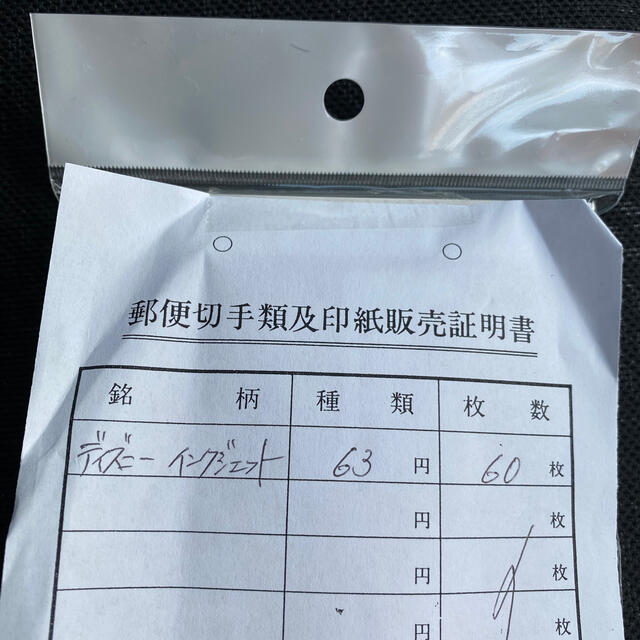 郵便切手類及印紙販売証明書
銘柄 種類 枚数
ディズニー インクジェット 63 円 60 枚
円 枚
円 枚
円 枚